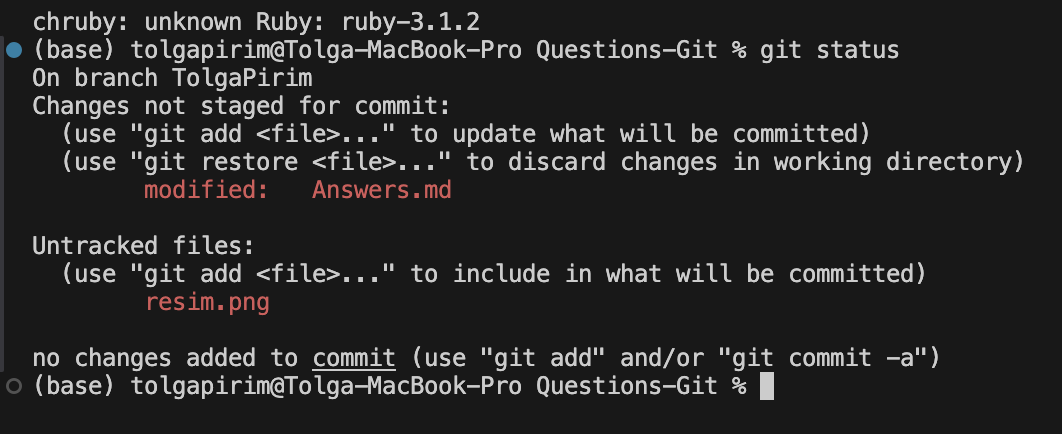 chruby: unknown Ruby: ruby-3.1.2
(base) tolgapirim@Tolga-MacBook-Pro Questions-Git % git status
On branch TolgaPirim
Changes not staged for commit:
  (use "git add <file>..." to update what will be committed)
  (use "git restore <file>..." to discard changes in working directory)
        modified:   Answers.md

Untracked files:
  (use "git add <file>..." to include in what will be committed)
        resim.png

no changes added to commit (use "git add" and/or "git commit -a")
(base) tolgapirim@Tolga-MacBook-Pro Questions-Git %